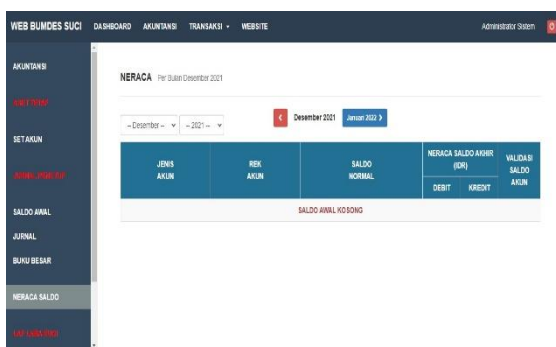 WEB BUMDES SUCI DASHBOARD AKUNTANSI TRANSAKSI WEBSITE Administrator Sistem
AKUNTANSI
SET AKUN
SALDO AWAL
JURNAL
BUKU BESAR
NERACA SALDO
NERACA Per Bulan Desember 2021
-- Desember -- -- 2021 -- Desember 2021 Januari 2022
JENIS AKUN
REK AKUN
SALDO NORMAL
NERACA SALDO AKHIR (IDR)
DEBIT KREDIT
VALIDASI SALDO AKUN
SALDO AWAL KOSONG